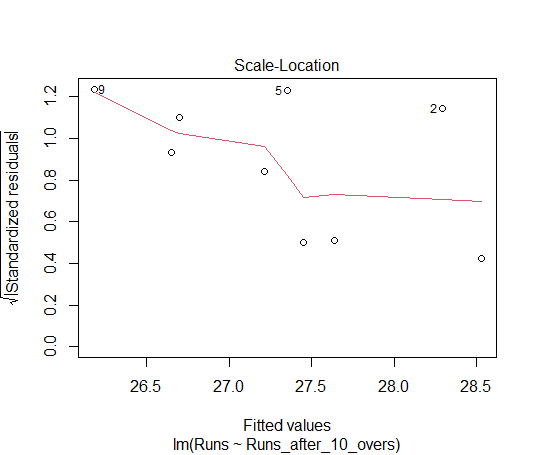 Scale-Location
√|Standardized residuals|
0.0 0.2 0.4 0.6 0.8 1.0 1.2
9
5
2
26.5 27.0 27.5 28.0 28.5
Fitted values
lm(Runs ~ Runs_after_10_overs)